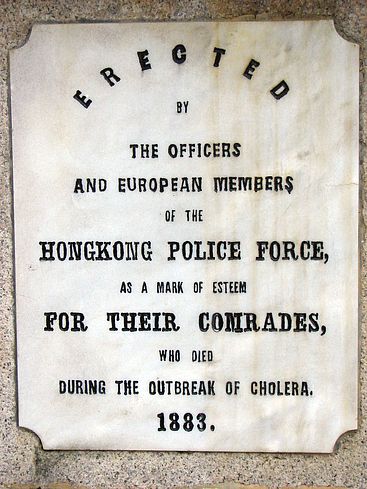 ERECTED
BY
THE OFFICERS
AND EUROPEAN MEMBERS
OF THE
HONGKONG POLICE FORCE,
AS A MARK OF ESTEEM
FOR THEIR COMRADES,
WHO DIED
DURING THE OUTBREAK OF CHOLERA.
1883.